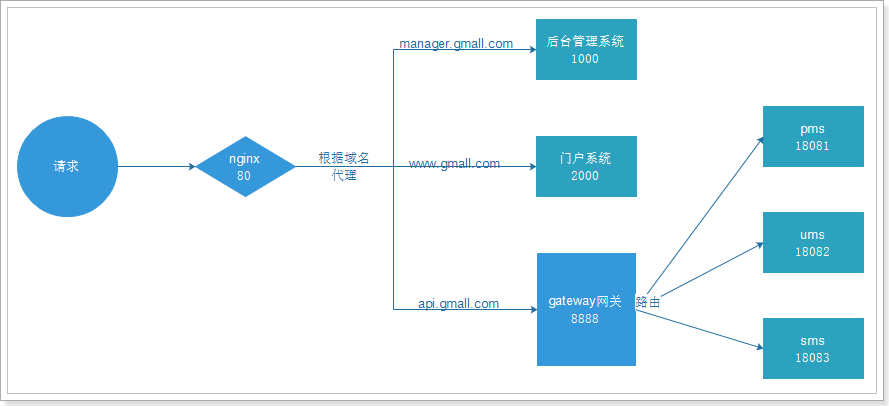 请求
nginx
80
根据域名
代理
manager.gmall.com
后台管理系统
1000
www.gmall.com
门户系统
2000
api.gmall.com
gateway网关
8888
路由
pms
18081
ums
18082
sms
18083